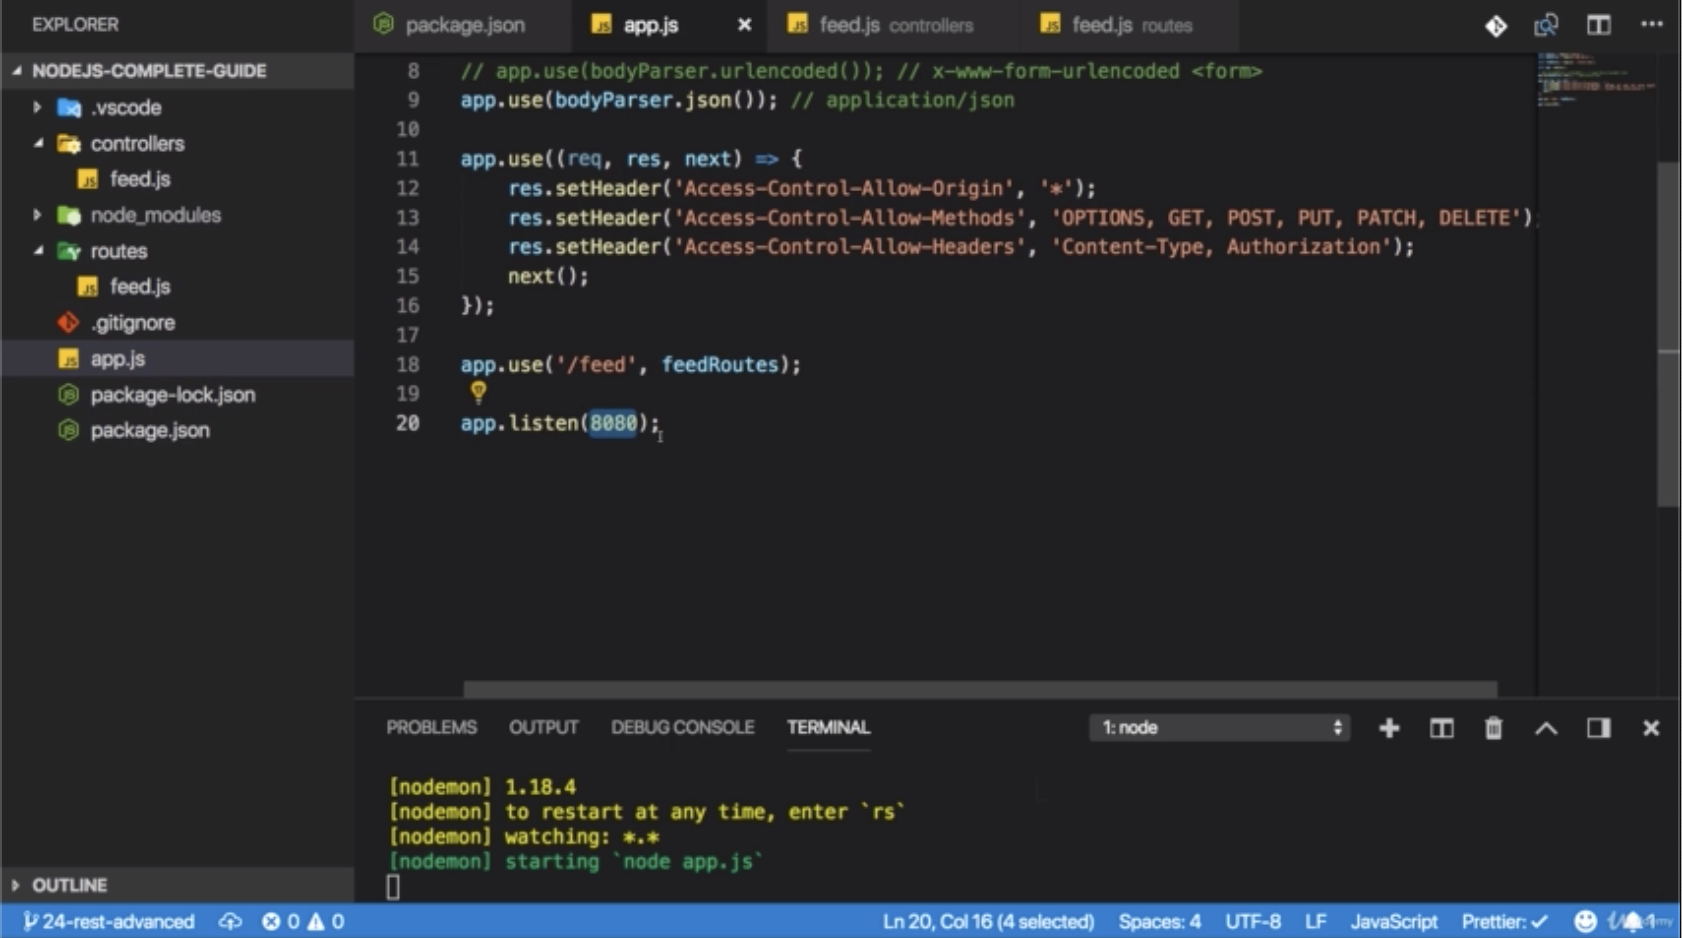 EXPLORER
package.json
app.js
feed.js controllers
feed.js routes
NODEJS-COMPLETE-GUIDE
.vscode
controllers
feed.js
node_modules
routes
feed.js
.gitignore
app.js
package-lock.json
package.json
OUTLINE
8 // app.use(bodyParser.urlencoded()); // x-www-form-urlencoded <form>
9 app.use(bodyParser.json()); // application/json
10
11 app.use((req, res, next) => {
12 res.setHeader('Access-Control-Allow-Origin', '*');
13 res.setHeader('Access-Control-Allow-Methods', 'OPTIONS, GET, POST, PUT, PATCH, DELETE');
14 res.setHeader('Access-Control-Allow-Headers', 'Content-Type, Authorization');
15 next();
16 });
17
18 app.use('/feed', feedRoutes);
19
20 app.listen(8080);
PROBLEMS OUTPUT DEBUG CONSOLE TERMINAL 1: node
[nodemon] 1.18.4
[nodemon] to restart at any time, enter `rs`
[nodemon] watching: *.*
[nodemon] starting `node app.js`
24-rest-advanced 0 0 Ln 20, Col 16 (4 selected) Spaces: 4 UTF-8 LF JavaScript Prettier: ✓ 1